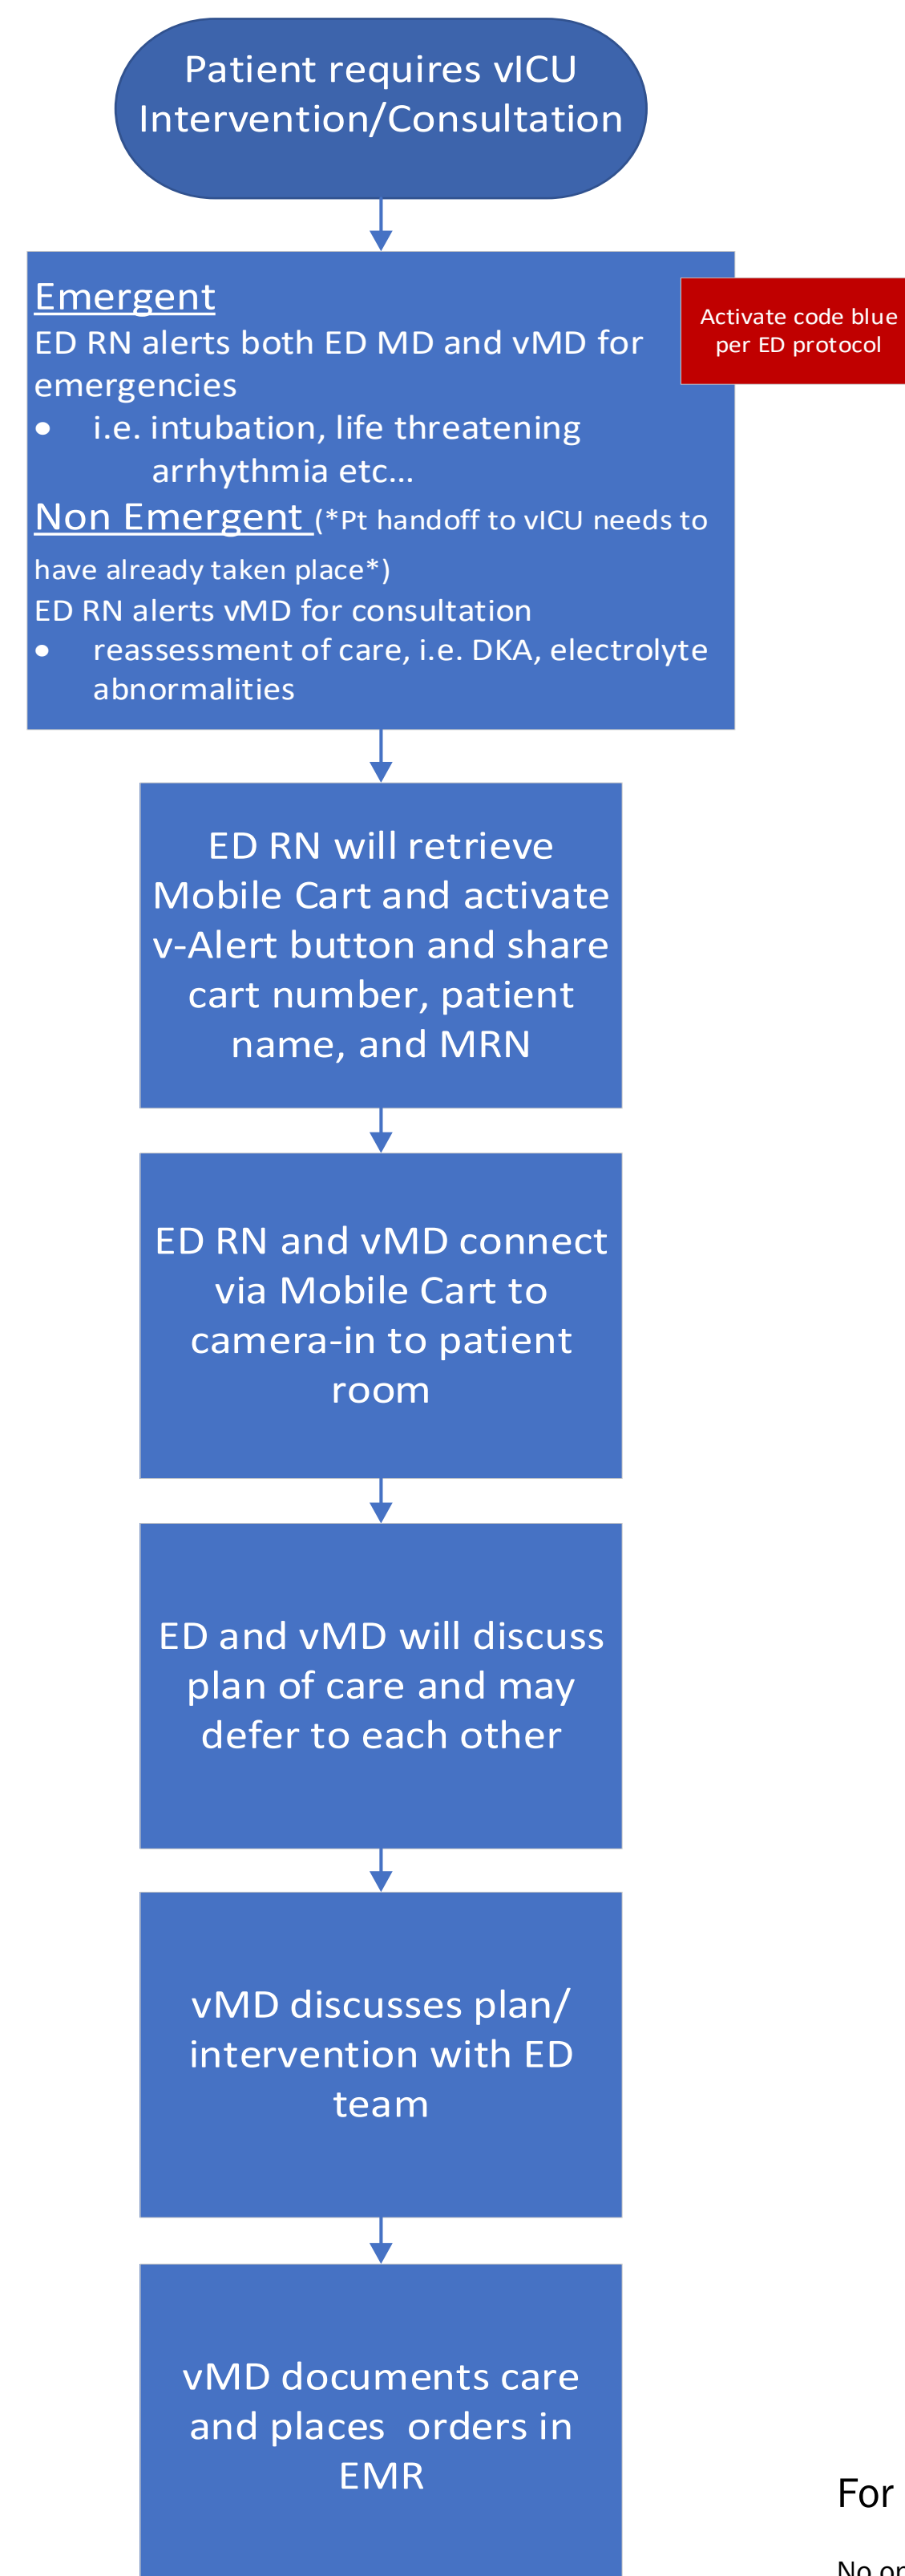 Patient requires vICU
Intervention/Consultation
Emergent
ED RN alerts both ED MD and vMD for
emergencies
• i.e. intubation, life threatening
arrhythmia etc...
Non Emergent (*Pt handoff to vICU needs to
have already taken place*)
ED RN alerts vMD for consultation
• reassessment of care, i.e. DKA, electrolyte
abnormalities
Activate code blue
per ED protocol
ED RN will retrieve
Mobile Cart and activate
v-Alert button and share
cart number, patient
name, and MRN
ED RN and vMD connect
via Mobile Cart to
camera-in to patient
room
ED and vMD will discuss
plan of care and may
defer to each other
vMD discusses plan/
intervention with ED
team
vMD documents care
and places orders in
EMR
For
No